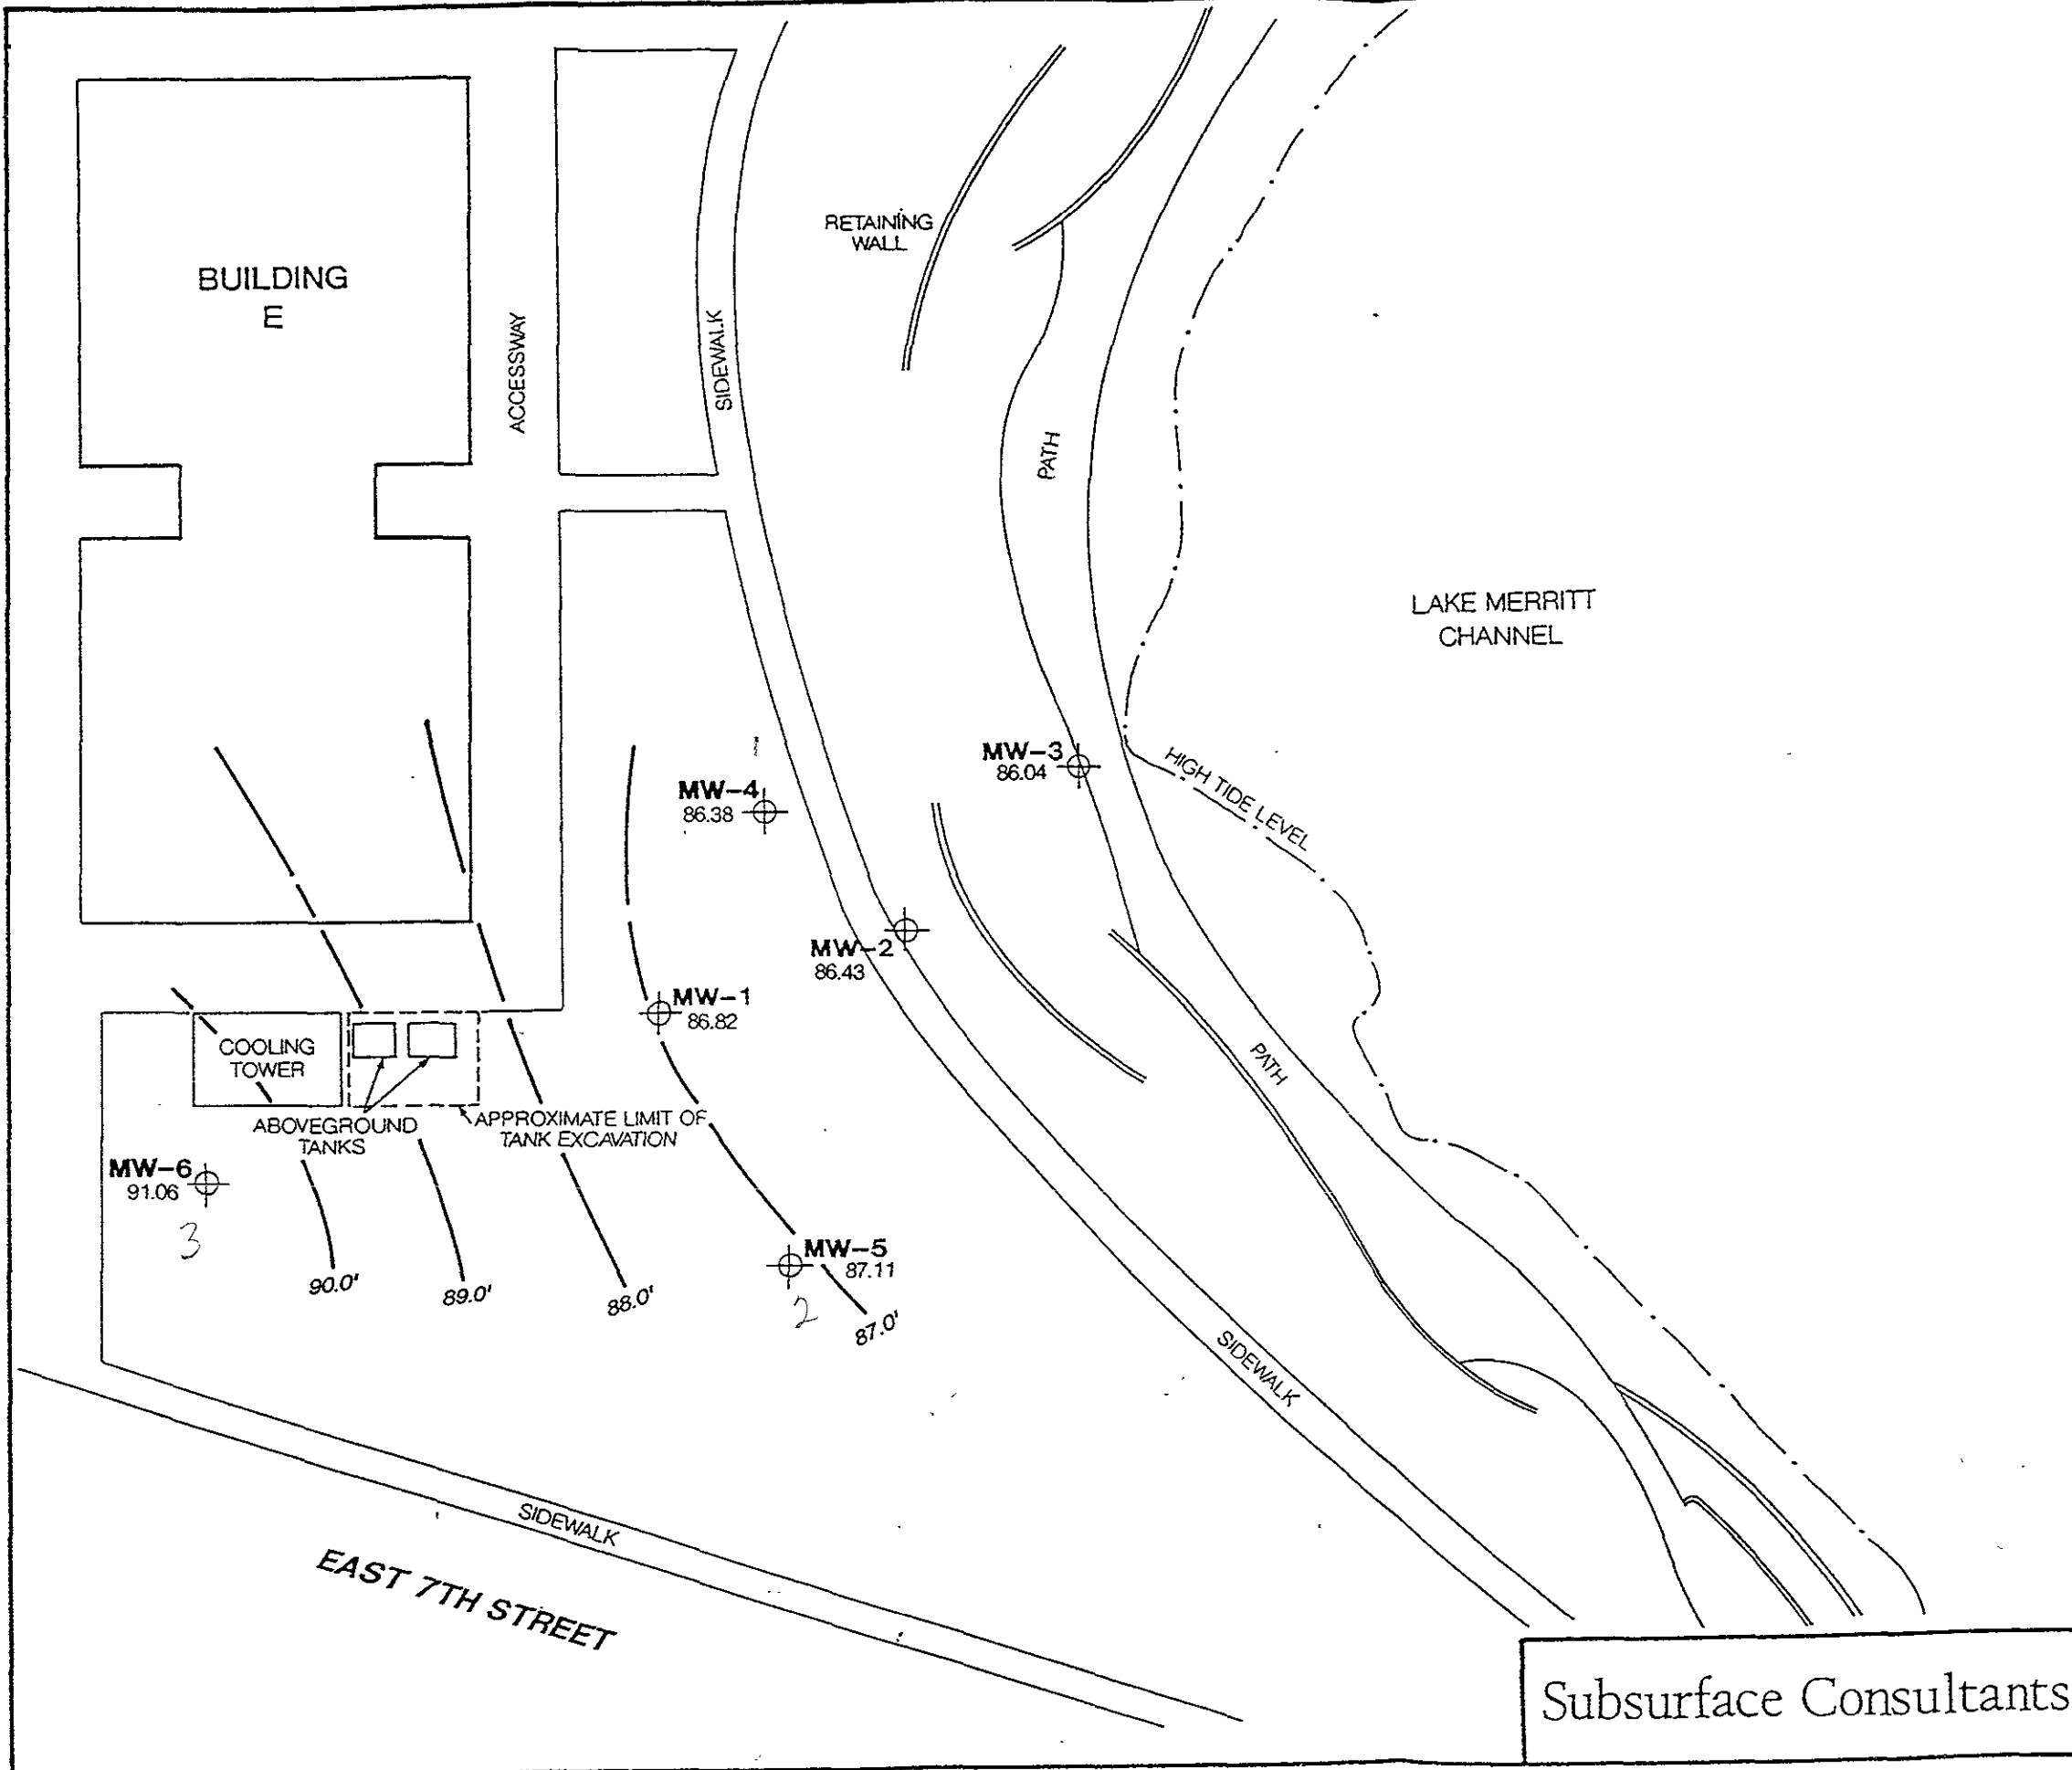 BUILDING
E
ACCESSWAY
SIDEWALK
RETAINING
WALL
PATH
LAKE MERRITT
CHANNEL
HIGH TIDE LEVEL
MW-3
86.04
1
MW-4
86.38
MW-2
86.43
MW-1
86.82
COOLING
TOWER
ABOVEGROUND
TANKS
APPROXIMATE LIMIT OF
TANK EXCAVATION
PATH
MW-6
91.06
3
MW-5
87.11
2
90.0'
89.0'
88.0'
87.0'
SIDEWALK
SIDEWALK
EAST 7TH STREET
Subsurface Consultants